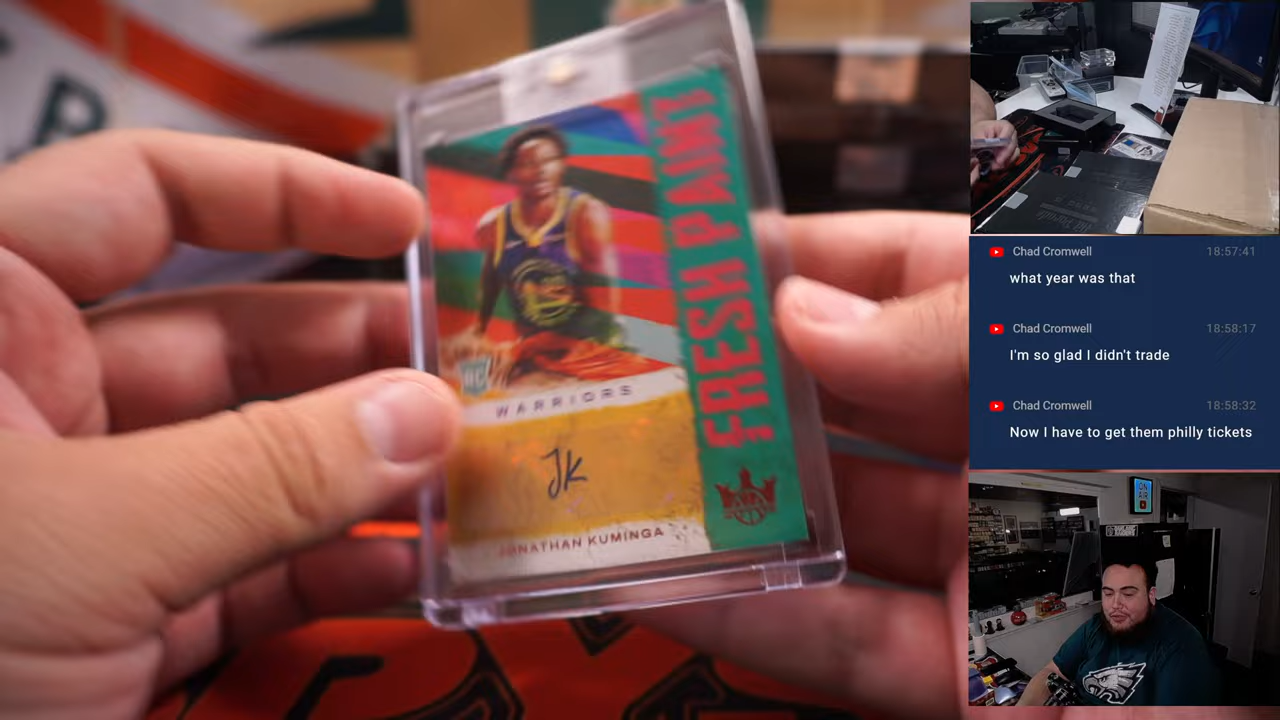 FRESH PAINT
RC
WARRIORS
JK
JONATHAN KUMINGA
Chad Cromwell 18:57:41
what year was that
Chad Cromwell 18:58:17
I'm so glad I didn't trade
Chad Cromwell 18:58:32
Now I have to get them philly tickets